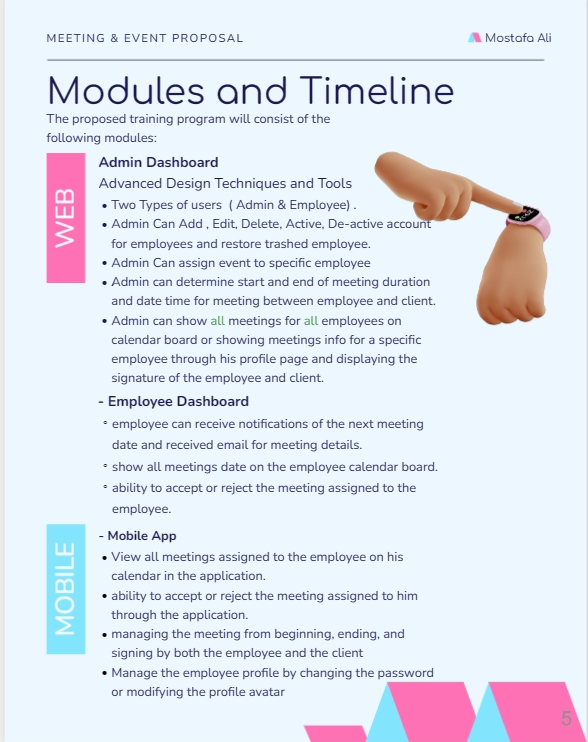 MEETING & EVENT PROPOSAL
Mostafa Ali
Modules and Timeline
The proposed training program will consist of the
following modules:
WEB
Admin Dashboard
Advanced Design Techniques and Tools
• Two Types of users ( Admin & Employee) .
• Admin Can Add , Edit, Delete, Active, De-active account
for employees and restore trashed employee.
• Admin Can assign event to specific employee
• Admin can determine start and end of meeting duration
and date time for meeting between employee and client.
• Admin can show all meetings for all employees on
calendar board or showing meetings info for a specific
employee through his profile page and displaying the
signature of the employee and client.
- Employee Dashboard
◦ employee can receive notifications of the next meeting
date and received email for meeting details.
◦ show all meetings date on the employee calendar board.
◦ ability to accept or reject the meeting assigned to the
employee.
MOBILE
- Mobile App
• View all meetings assigned to the employee on his
calendar in the application.
• ability to accept or reject the meeting assigned to him
through the application.
• managing the meeting from beginning, ending, and
signing by both the employee and the client
• Manage the employee profile by changing the password
or modifying the profile avatar
5